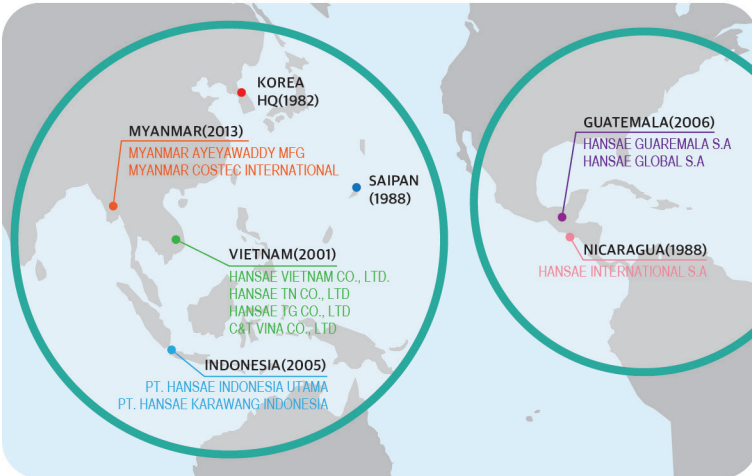 KOREA
HQ(1982)
MYANMAR(2013)
MYANMAR AYEYAWADDY MFG
MYANMAR COSTEC INTERNATIONAL
SAIPAN
(1988)
VIETNAM(2001)
HANSAE VIETNAM CO., LTD.
HANSAE TN CO., LTD
HANSAE TG CO., LTD
C&T VINA CO., LTD
INDONESIA(2005)
PT. HANSAE INDONESIA UTAMA
PT. HANSAE KARAWANG INDONESIA
GUATEMALA(2006)
HANSAE GUAREMALA S.A
HANSAE GLOBAL S.A
NICARAGUA(1988)
HANSAE INTERNATIONAL S.A